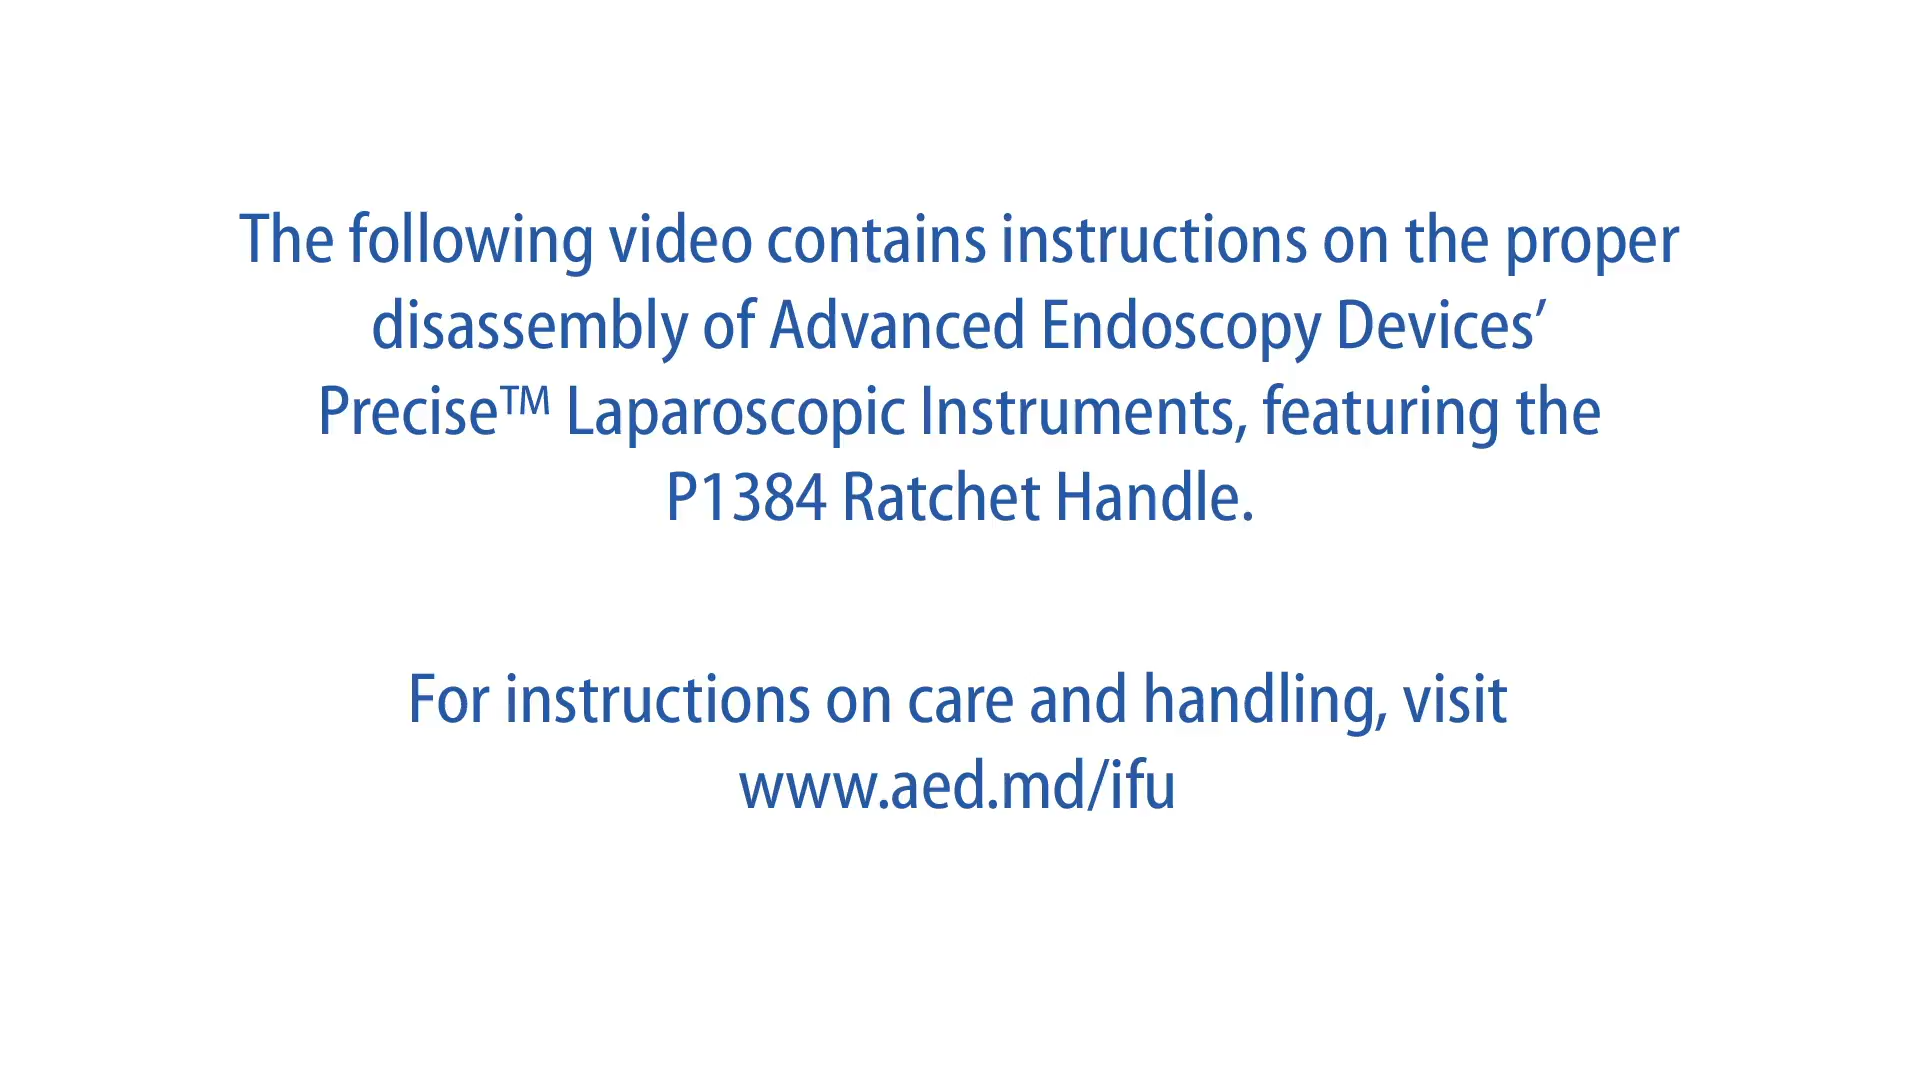 The following video contains instructions on the proper
disassembly of Advanced Endoscopy Devices’
Precise™ Laparoscopic Instruments, featuring the
P1384 Ratchet Handle.
For instructions on care and handling, visit
www.aed.md/ifu